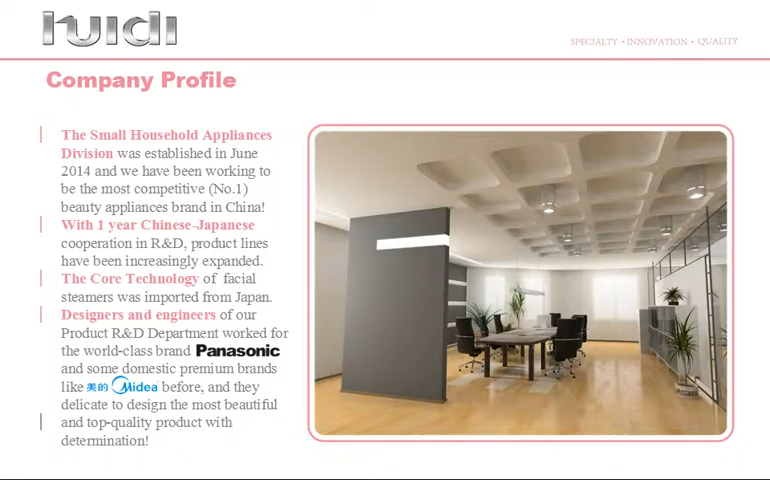 huidi
SPECIALTY • INNOVATION • QUALITY
Company Profile
The Small Household Appliances
Division was established in June
2014 and we have been working to
be the most competitive (No.1)
beauty appliances brand in China!
With 1 year Chinese-Japanese
cooperation in R&D, product lines
have been increasingly expanded.
The Core Technology of facial
steamers was imported from Japan.
Designers and engineers of our
Product R&D Department worked for
the world-class brand Panasonic
and some domestic premium brands
like 美的 Midea before, and they
delicate to design the most beautiful
and top-quality product with
determination!